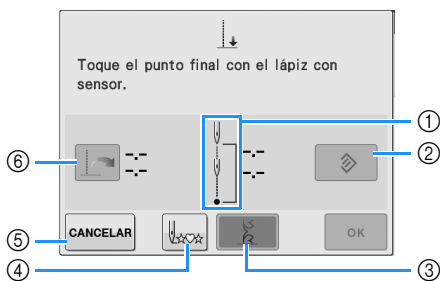 Toque el punto final con el lápiz con
sensor.
①
②
⑥
-.-
-.-
-.-
-.-
⑤
CANCELAR
OK
④
③